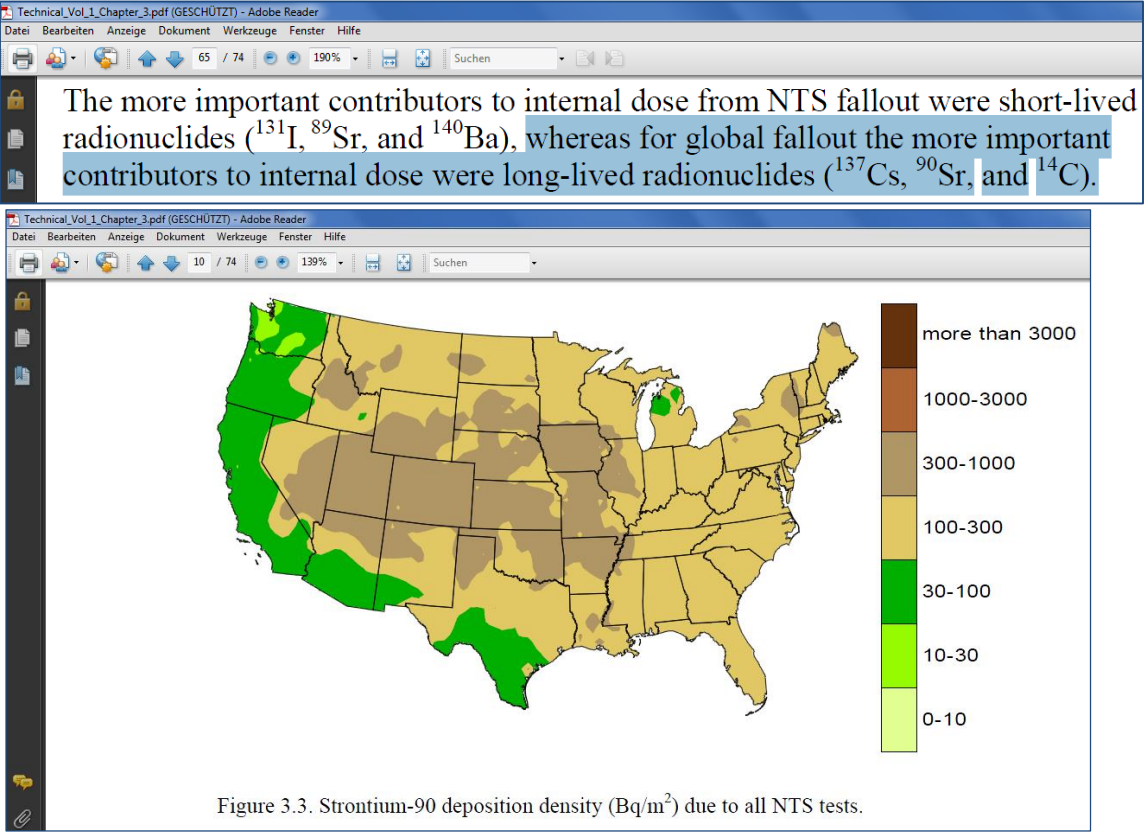 Technical_Vol_1_Chapter_3.pdf (GESCHÜTZT) - Adobe Reader
Datei Bearbeiten Anzeige Dokument Werkzeuge Fenster Hilfe
65 / 74 190% Suchen
The more important contributors to internal dose from NTS fallout were short-lived
radionuclides (¹³¹I, ⁸⁹Sr, and ¹⁴⁰Ba), whereas for global fallout the more important
contributors to internal dose were long-lived radionuclides (¹³⁷Cs, ⁹⁰Sr, and ¹⁴C).
Technical_Vol_1_Chapter_3.pdf (GESCHÜTZT) - Adobe Reader
Datei Bearbeiten Anzeige Dokument Werkzeuge Fenster Hilfe
10 / 74 139% Suchen
more than 3000
1000-3000
300-1000
100-300
30-100
10-30
0-10
Figure 3.3. Strontium-90 deposition density (Bq/m²) due to all NTS tests.